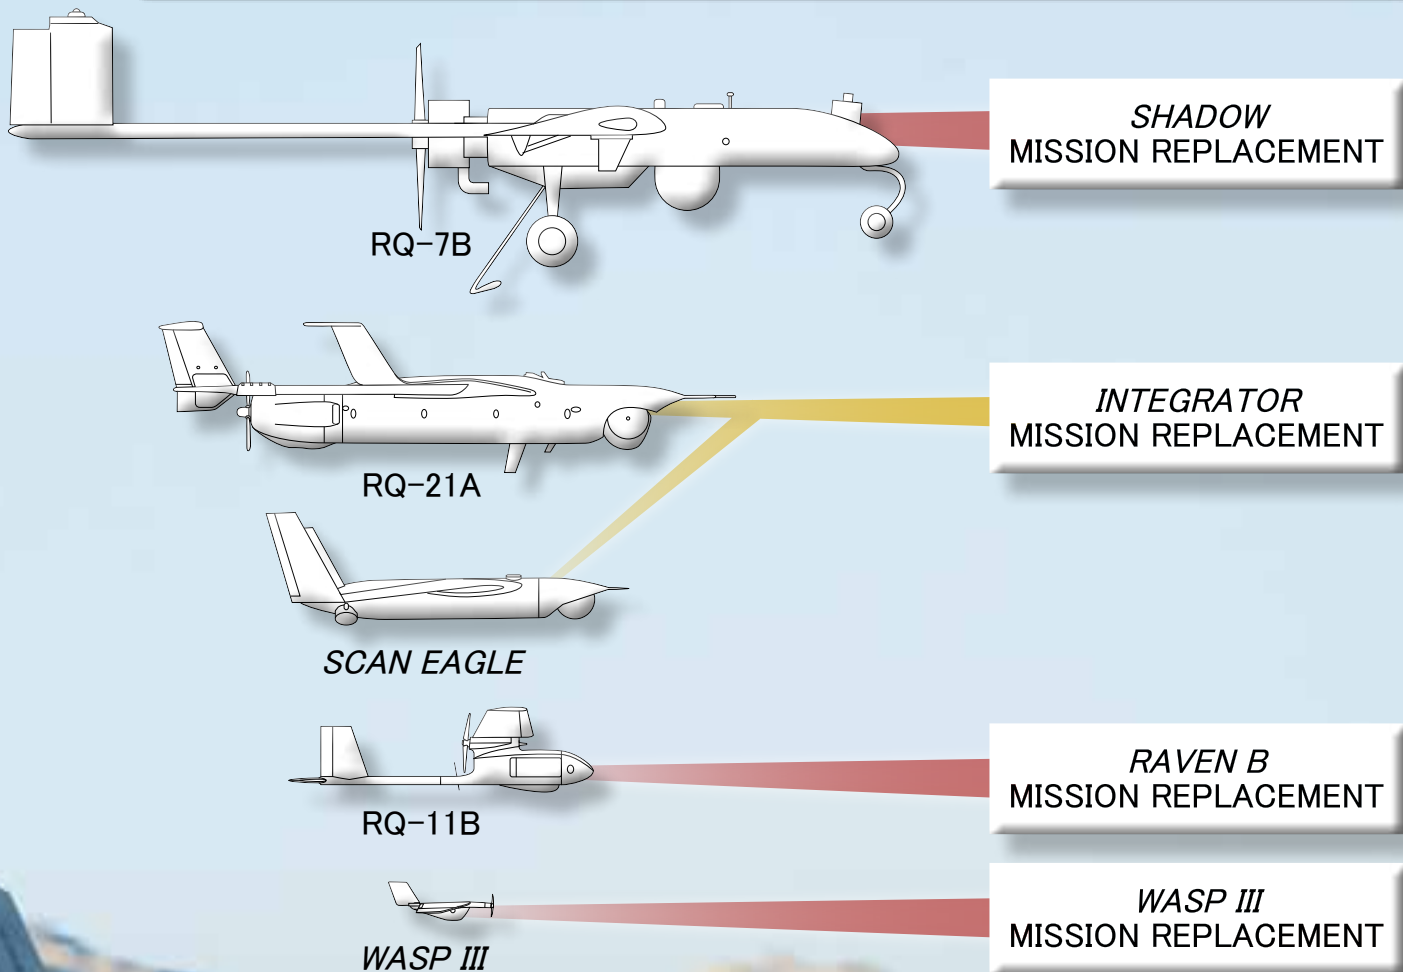 SHADOW
MISSION REPLACEMENT
RQ-7B
INTEGRATOR
MISSION REPLACEMENT
RQ-21A
SCAN EAGLE
RAVEN B
MISSION REPLACEMENT
RQ-11B
WASP III
MISSION REPLACEMENT
WASP III